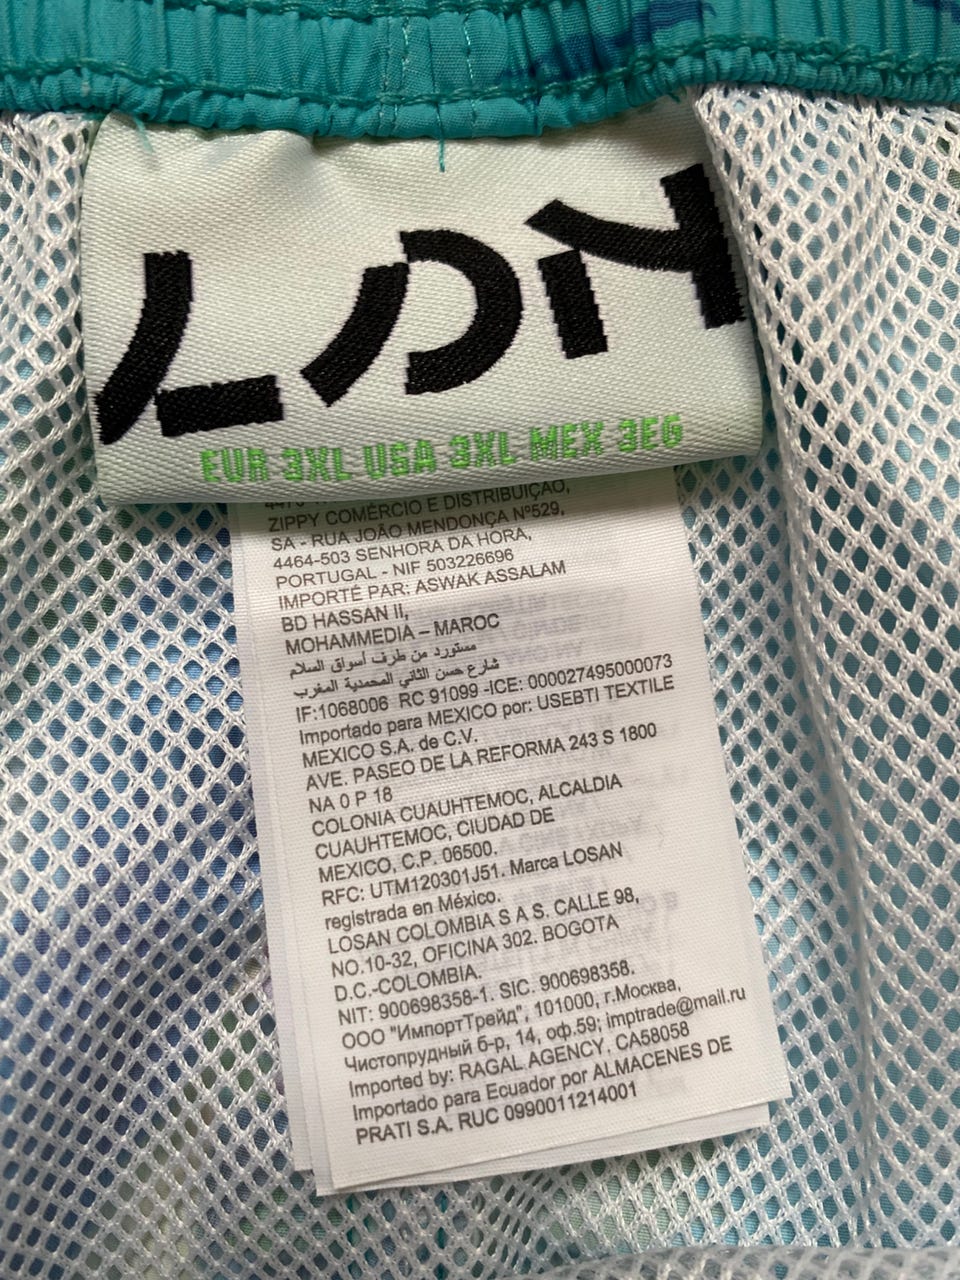 LDN
EUR 3XL USA 3XL MEX 3EG
ZIPPY COMÉRCIO E DISTRIBUIÇÃO,
SA - RUA JOÃO MENDONÇA Nº529,
4464-503 SENHORA DA HORA,
PORTUGAL - NIF 503226696
IMPORTÉ PAR: ASWAK ASSALAM
BD HASSAN II,
MOHAMMEDIA – MAROC
مستورد من طرف أسواق السلام
شارع حسن الثاني المحمدية المغرب
IF:1068006 RC 91099 -ICE: 000027495000073
Importado para MEXICO por: USEBTI TEXTILE
MEXICO S.A. de C.V.
AVE. PASEO DE LA REFORMA 243 S 1800
NA 0 P 18
COLONIA CUAUHTEMOC, ALCALDIA
CUAUHTEMOC, CIUDAD DE
MEXICO, C.P. 06500.
RFC: UTM120301J51. Marca LOSAN
registrada en México.
LOSAN COLOMBIA S A S. CALLE 98,
NO.10-32, OFICINA 302. BOGOTA
D.C.-COLOMBIA.
NIT: 900698358-1. SIC. 900698358.
ООО "ИмпортТрейд", 101000, г.Москва,
Чистопрудный б-р, 14, оф.59; imptrade@mail.ru
Imported by: RAGAL AGENCY. CA58058
Importado para Ecuador por ALMACENES DE
PRATI S.A. RUC 0990011214001